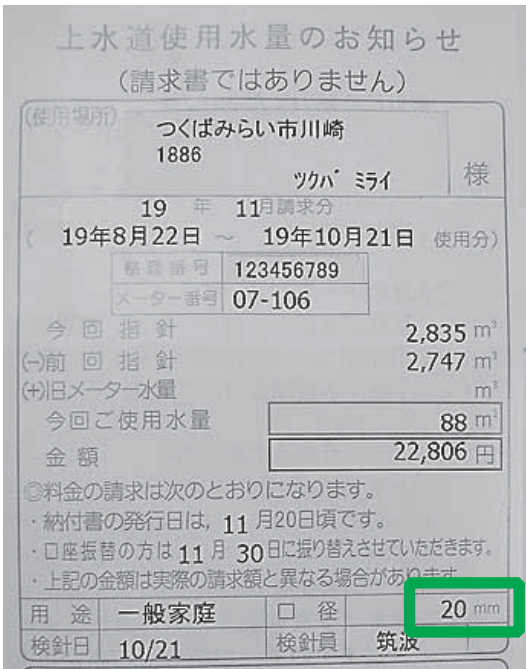 上水道使用水量のお知らせ
(請求書ではありません)
(使用場所)
つくばみらい市川崎
1886
ツクバ ミライ 様
19 年 11月請求分
( 19年8月22日 ~ 19年10月21日 使用分)
整理番号 123456789
メーター番号 07-106
今回指針 2,835 m³
(-)前回指針 2,747 m³
(+)旧メーター水量 m³
今回ご使用水量 88 m³
金額 22,806 円
◎料金の請求は次のとおりになります。
・納付書の発行日は, 11 月20日頃です。
・口座振替の方は 11 月 30 日に振り替えさせていただきます。
・上記の金額は実際の請求額と異なる場合があります
用途 一般家庭 口径 20 mm
検針日 10/21 検針員 筑波